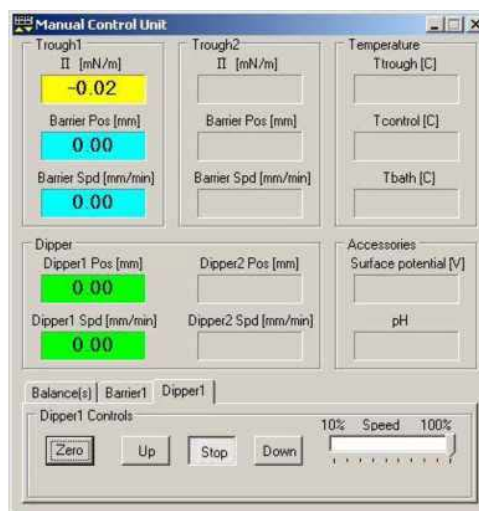 Manual Control Unit
Trough1 Trough2 Temperature
Π [mN/m] Π [mN/m] Ttrough [C]
-0.02
Barrier Pos [mm] Barrier Pos [mm] Tcontrol [C]
0.00
Barrier Spd [mm/min] Barrier Spd [mm/min] Tbath [C]
0.00
Dipper Accessories
Dipper1 Pos [mm] Dipper2 Pos [mm] Surface potential [V]
0.00
Dipper1 Spd [mm/min] Dipper2 Spd [mm/min] pH
0.00
Balance(s) Barrier1 Dipper1
Dipper1 Controls 10% Speed 100%
Zero Up Stop Down